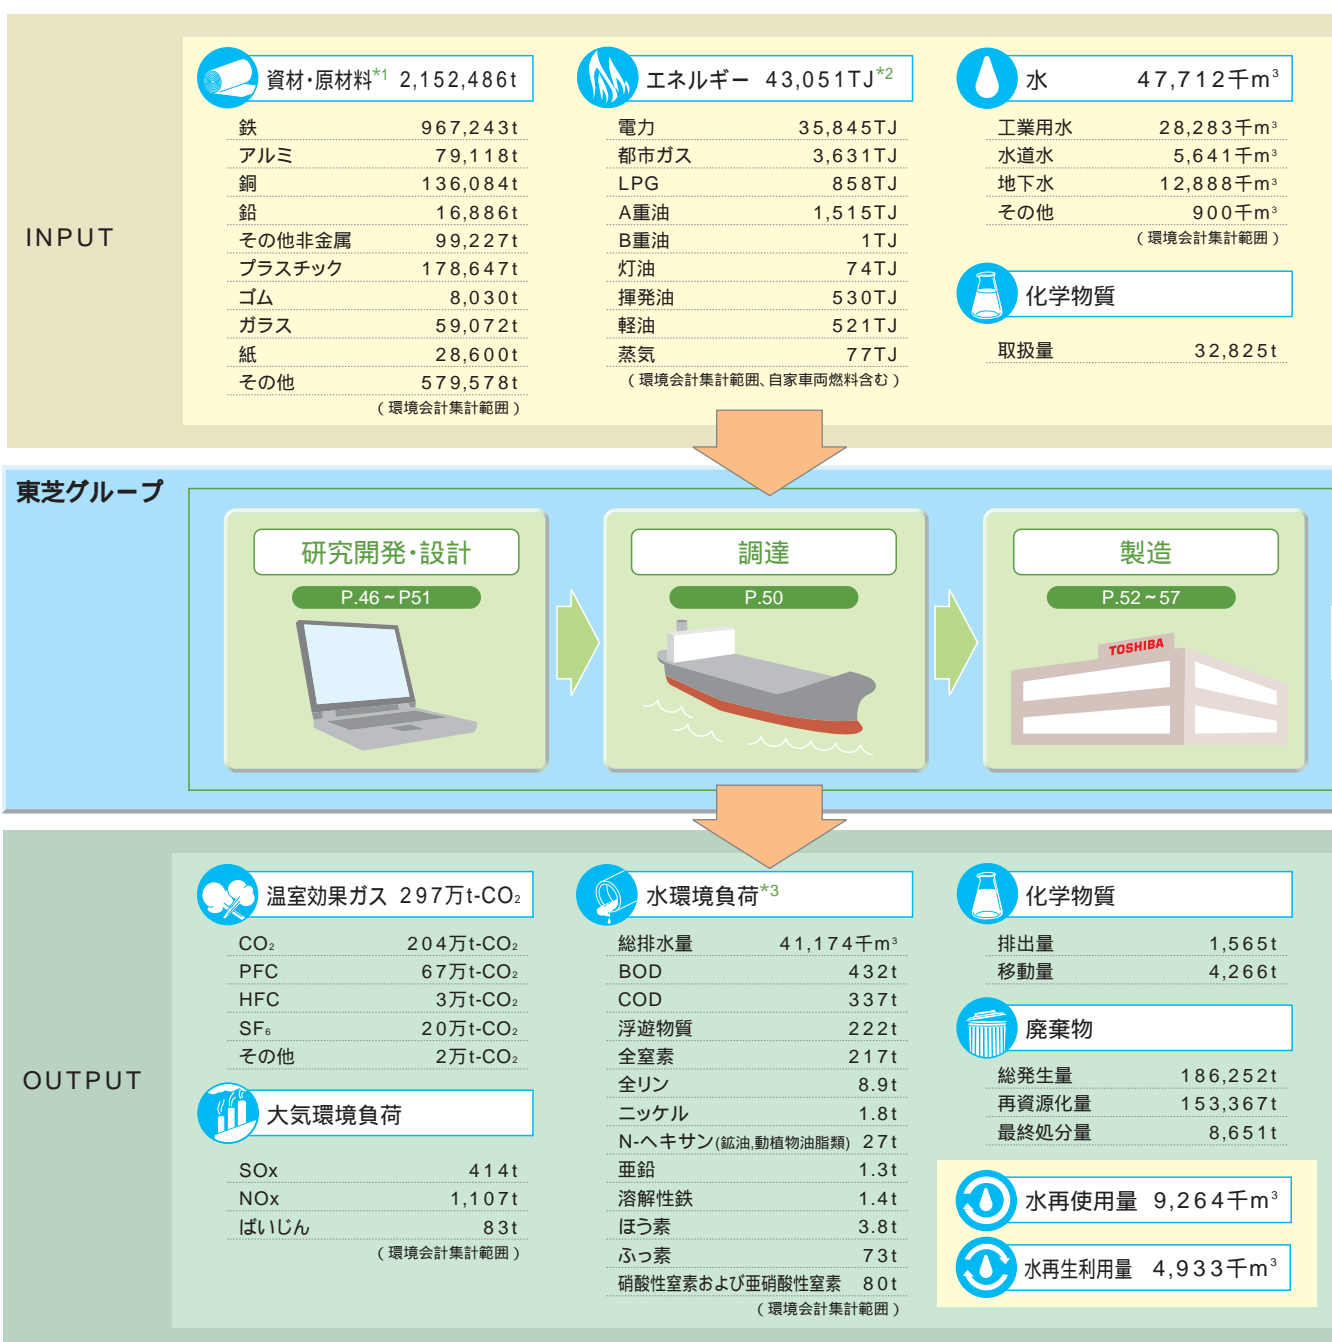 INPUT
資材・原材料*1 2,152,486t
鉄 967,243t
アルミ 79,118t
銅 136,084t
鉛 16,886t
その他非金属 99,227t
プラスチック 178,647t
ゴム 8,030t
ガラス 59,072t
紙 28,600t
その他 579,578t
(環境会計集計範囲)
エネルギー 43,051TJ*2
電力 35,845TJ
都市ガス 3,631TJ
LPG 858TJ
A重油 1,515TJ
B重油 1TJ
灯油 74TJ
揮発油 530TJ
軽油 521TJ
蒸気 77TJ
(環境会計集計範囲、自家車両燃料含む)
水 47,712千m³
工業用水 28,283千m³
水道水 5,641千m³
地下水 12,888千m³
その他 900千m³
(環境会計集計範囲)
化学物質
取扱量 32,825t
東芝グループ
研究開発・設計
P.46~P51
調達
P.50
製造
P.52~57
TOSHIBA
OUTPUT
温室効果ガス 297万t-CO₂
CO₂ 204万t-CO₂
PFC 67万t-CO₂
HFC 3万t-CO₂
SF₆ 20万t-CO₂
その他 2万t-CO₂
大気環境負荷
SOx 414t
NOx 1,107t
ばいじん 83t
(環境会計集計範囲)
水環境負荷*3
総排水量 41,174千m³
BOD 432t
COD 337t
浮遊物質 222t
全窒素 217t
全リン 8.9t
ニッケル 1.8t
N-ヘキサン(鉱油,動植物油脂類) 27t
亜鉛 1.3t
溶解性鉄 1.4t
ほう素 3.8t
ふっ素 73t
硝酸性窒素および亜硝酸性窒素 80t
(環境会計集計範囲)
化学物質
排出量 1,565t
移動量 4,266t
廃棄物
総発生量 186,252t
再資源化量 153,367t
最終処分量 8,651t
水再使用量 9,264千m³
水再生利用量 4,933千m³